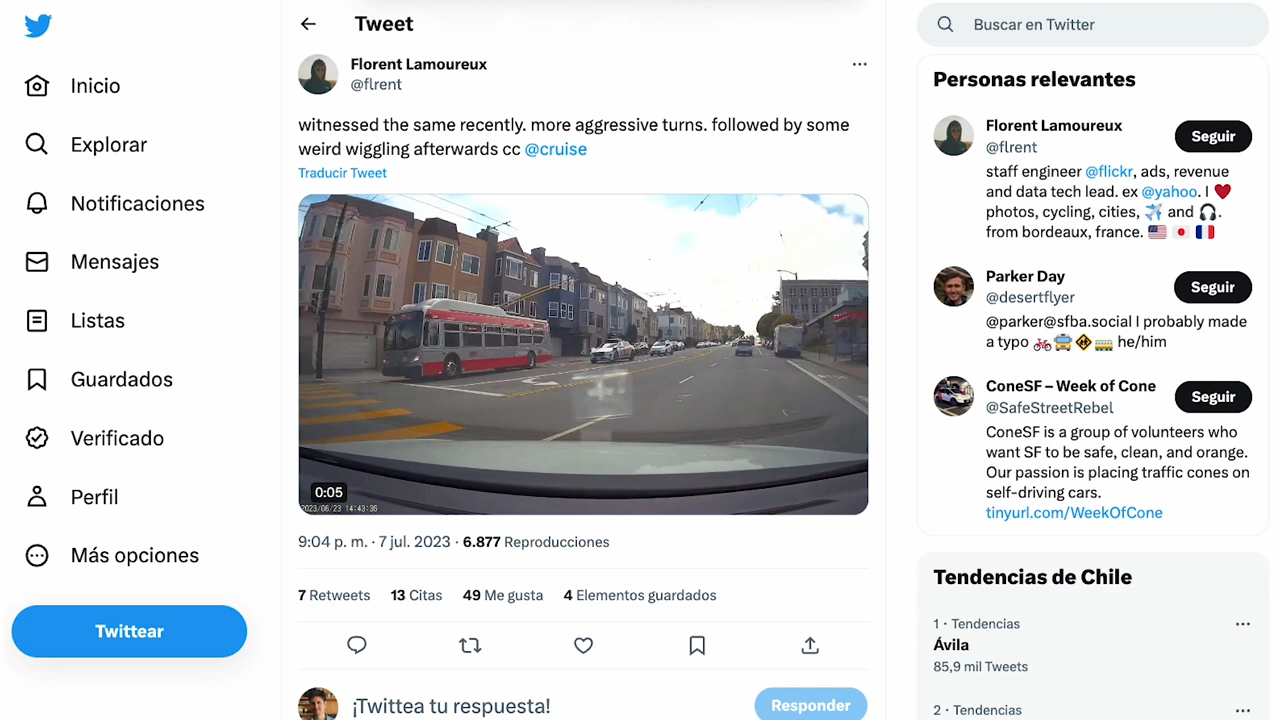 Tweet
Inicio
Explorar
Notificaciones
Mensajes
Listas
Guardados
Verificado
Perfil
Más opciones
Twittear
Florent Lamoureux
@flrent
witnessed the same recently. more aggressive turns. followed by some
weird wiggling afterwards cc @cruise
Traducir Tweet
0:05
2023/06/23 14:43:36
9:04 p. m. · 7 jul. 2023 · 6.877 Reproducciones
7 Retweets 13 Citas 49 Me gusta 4 Elementos guardados
¡Twittea tu respuesta!
Responder
Buscar en Twitter
Personas relevantes
Florent Lamoureux
@flrent
Seguir
staff engineer @flickr, ads, revenue
and data tech lead. ex @yahoo. I ❤️
photos, cycling, cities, ✈️ and 🎧.
from bordeaux, france. 🇺🇸 🇯🇵 🇫🇷
Parker Day
@desertflyer
Seguir
@parker@sfba.social I probably made
a typo 🚲🚎🚸🚃 he/him
ConeSF – Week of Cone
@SafeStreetRebel
Seguir
ConeSF is a group of volunteers who
want SF to be safe, clean, and orange.
Our passion is placing traffic cones on
self-driving cars.
tinyurl.com/WeekOfCone
Tendencias de Chile
1 · Tendencias
Ávila
85,9 mil Tweets
2 · Tendencias